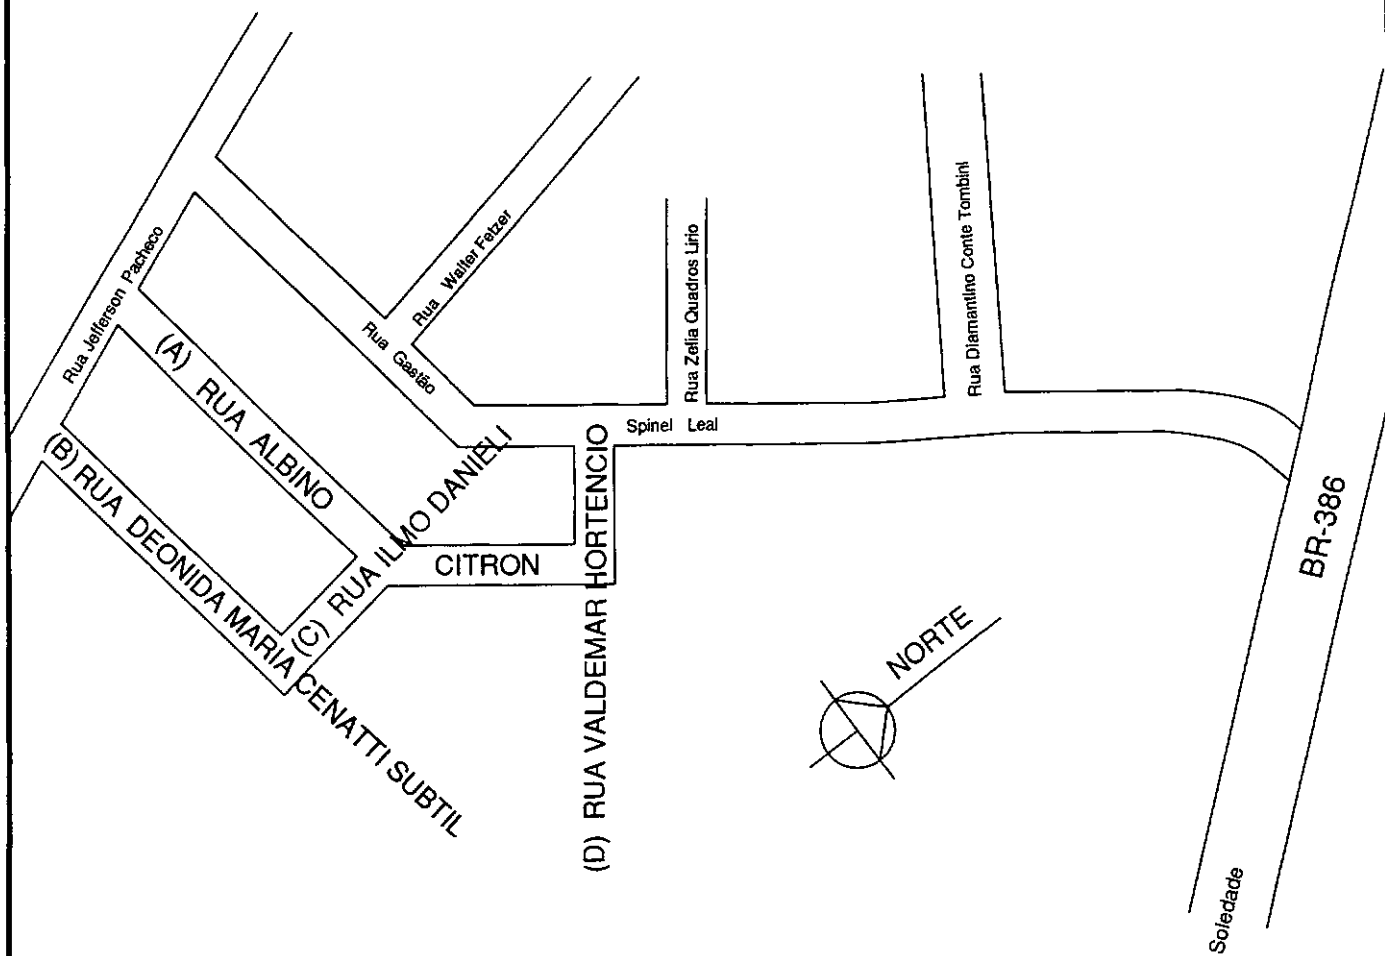 Rua Jefferson Pacheco
Rua Walter Fetzer
Rua Gastão
Spinel Leal
Rua Zelia Quadros Lirio
Rua Diamantino Conte Tombini
(A) RUA ALBINO
CITRON
(B) RUA DEONIDA MARIA CENATTI SUBTIL
(C) RUA ILMO DANIELI
(D) RUA VALDEMAR HORTENCIO
NORTE
BR-386
Soledade